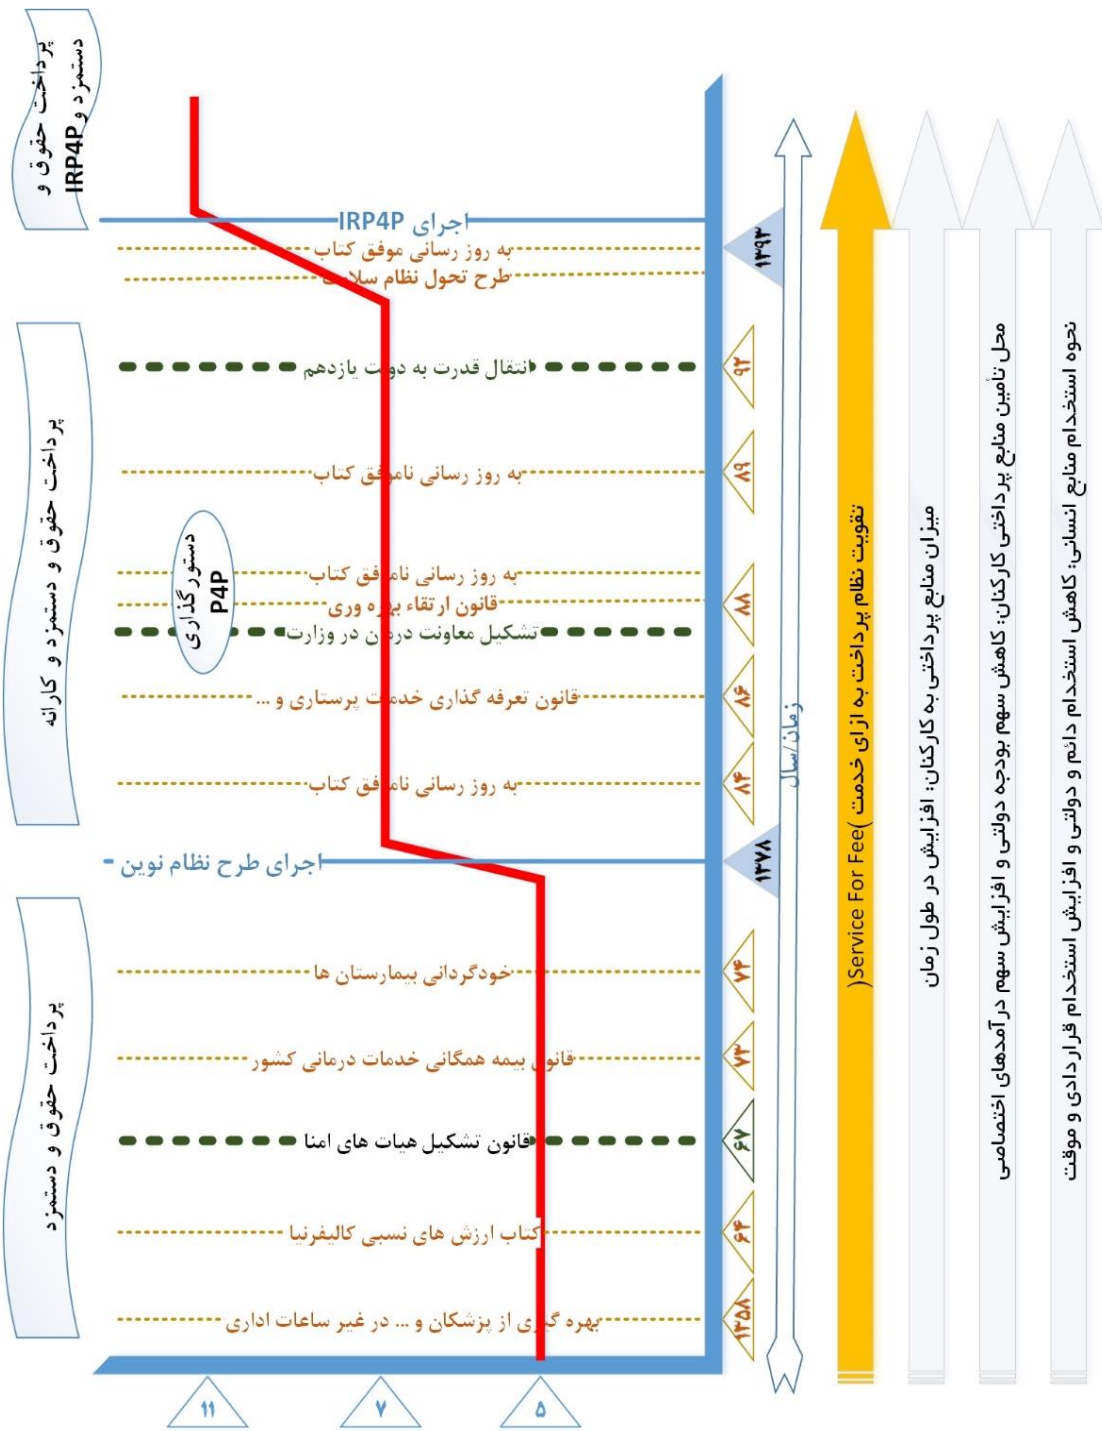 پرداخت حقوق و
دستمزد و IRP4P
اجرای IRP4P
به روز رسانی موفق کتاب
طرح تحول نظام سلامت
۱۳۹۳
انتقال قدرت به دولت یازدهم
۹۲
پرداخت حقوق و دستمزد و کارانه
به روز رسانی ناموفق کتاب
۸۹
دستور گذاری
P4P
به روز رسانی ناموفق کتاب
قانون ارتقاء بهره وری
تشکیل معاونت درمان در وزارت
۸۸
قانون تعرفه گذاری خدمات پرستاری و ...
۸۶
به روز رسانی ناموفق کتاب
۸۴
اجرای طرح نظام نوین
۱۳۷۸
پرداخت حقوق و دستمزد
خودگردانی بیمارستان ها
۷۴
قانون بیمه همگانی خدمات درمانی کشور
۷۳
قانون تشکیل هیات های امنا
۶۷
کتاب ارزش های نسبی کالیفرنیا
۶۴
بهره گیری از پزشکان و ... در غیر ساعات اداری
۱۳۵۸
۱۱
۷
۵
زمان/سال
تقویت نظام پرداخت به ازای خدمت )Service For Fee(
میزان منابع پرداختی به کارکنان: افزایش در طول زمان
محل تأمین منابع پرداختی کارکنان: کاهش سهم بودجه دولتی و افزایش سهم درآمدهای اختصاصی
نحوه استخدام منابع انسانی: کاهش استخدام دائم و دولتی و افزایش استخدام قراردادی و موقت